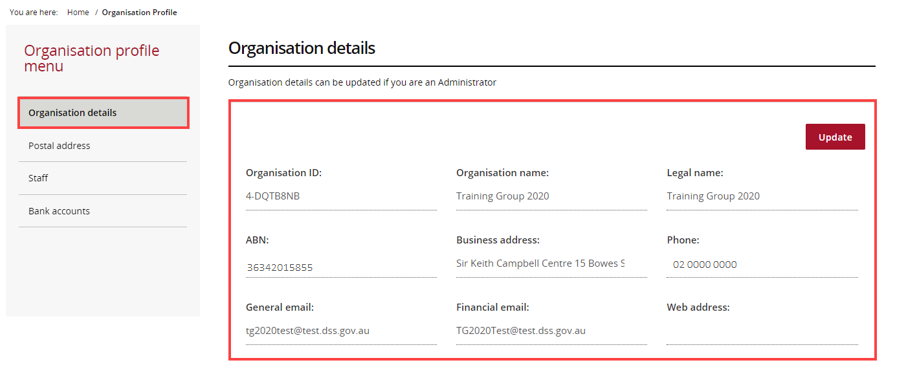 You are here: Home / Organisation Profile
Organisation profile
menu
Organisation details
Postal address
Staff
Bank accounts
Organisation details
Organisation details can be updated if you are an Administrator
Update
Organisation ID: Organisation name: Legal name:
4-DQTB8NB Training Group 2020 Training Group 2020
ABN: Business address: Phone:
36342015855 Sir Keith Campbell Centre 15 Bowes S 02 0000 0000
General email: Financial email: Web address:
tg2020test@test.dss.gov.au TG2020Test@test.dss.gov.au